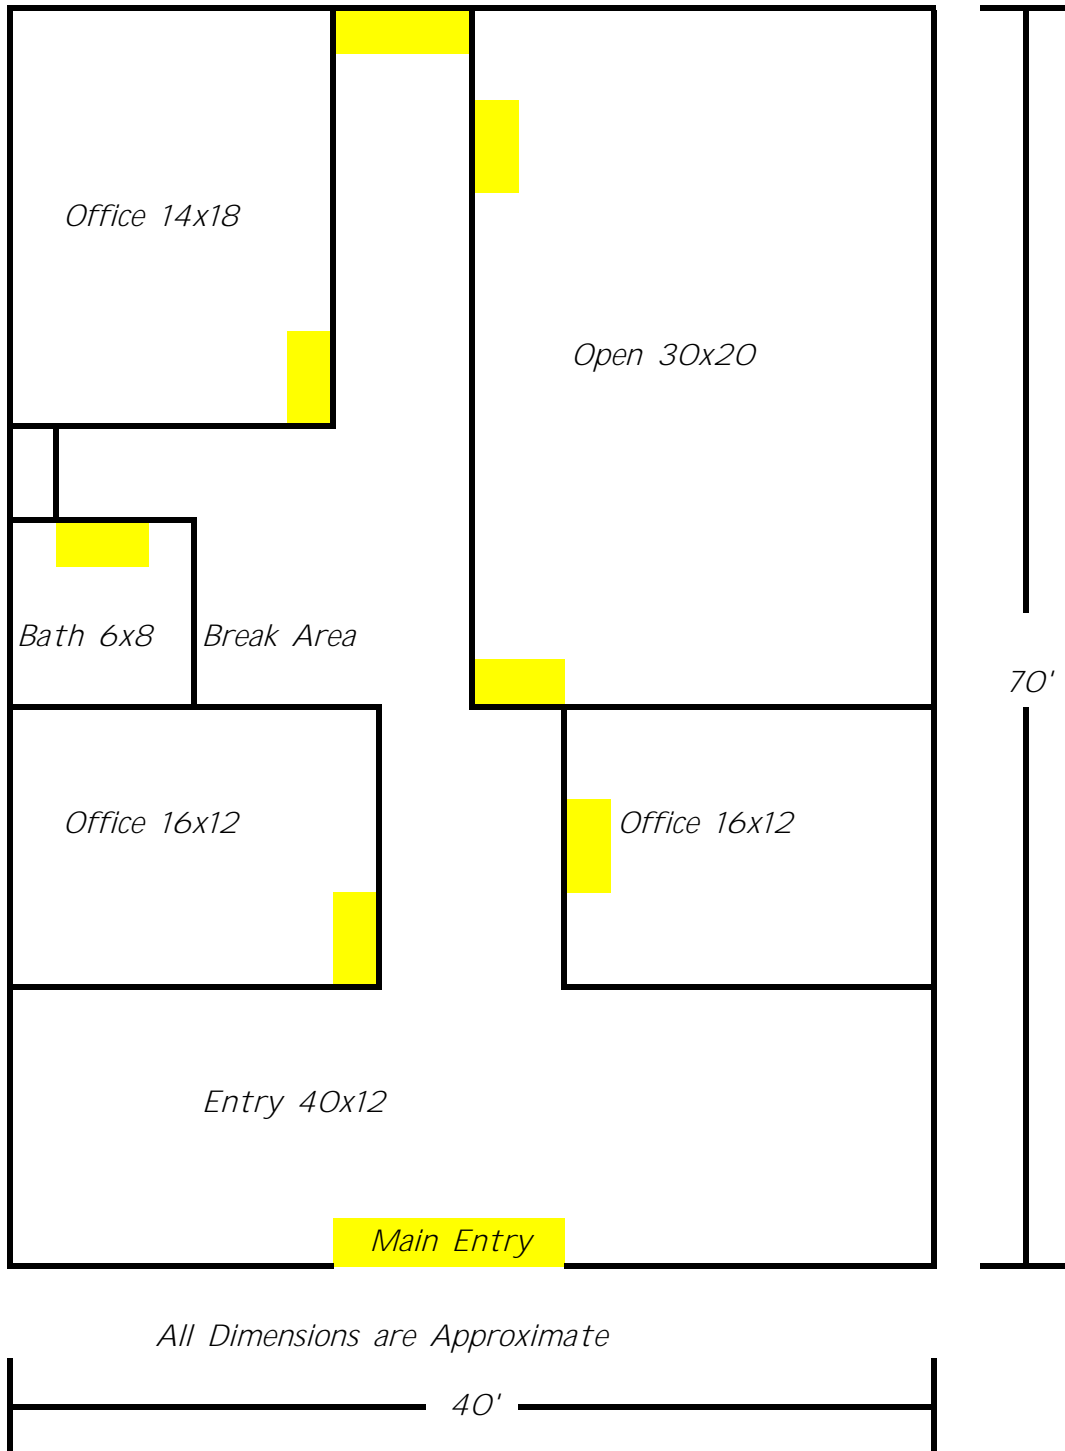 Office 14x18
Open 30x20
Bath 6x8
Break Area
70'
Office 16x12
Office 16x12
Entry 40x12
Main Entry
All Dimensions are Approximate
40'